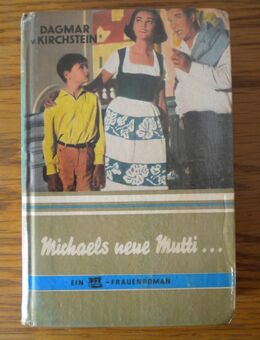 DAGMAR
v. KIRCHSTEIN
Michaels neue Mutti...
EIN
-FRAUENROMAN